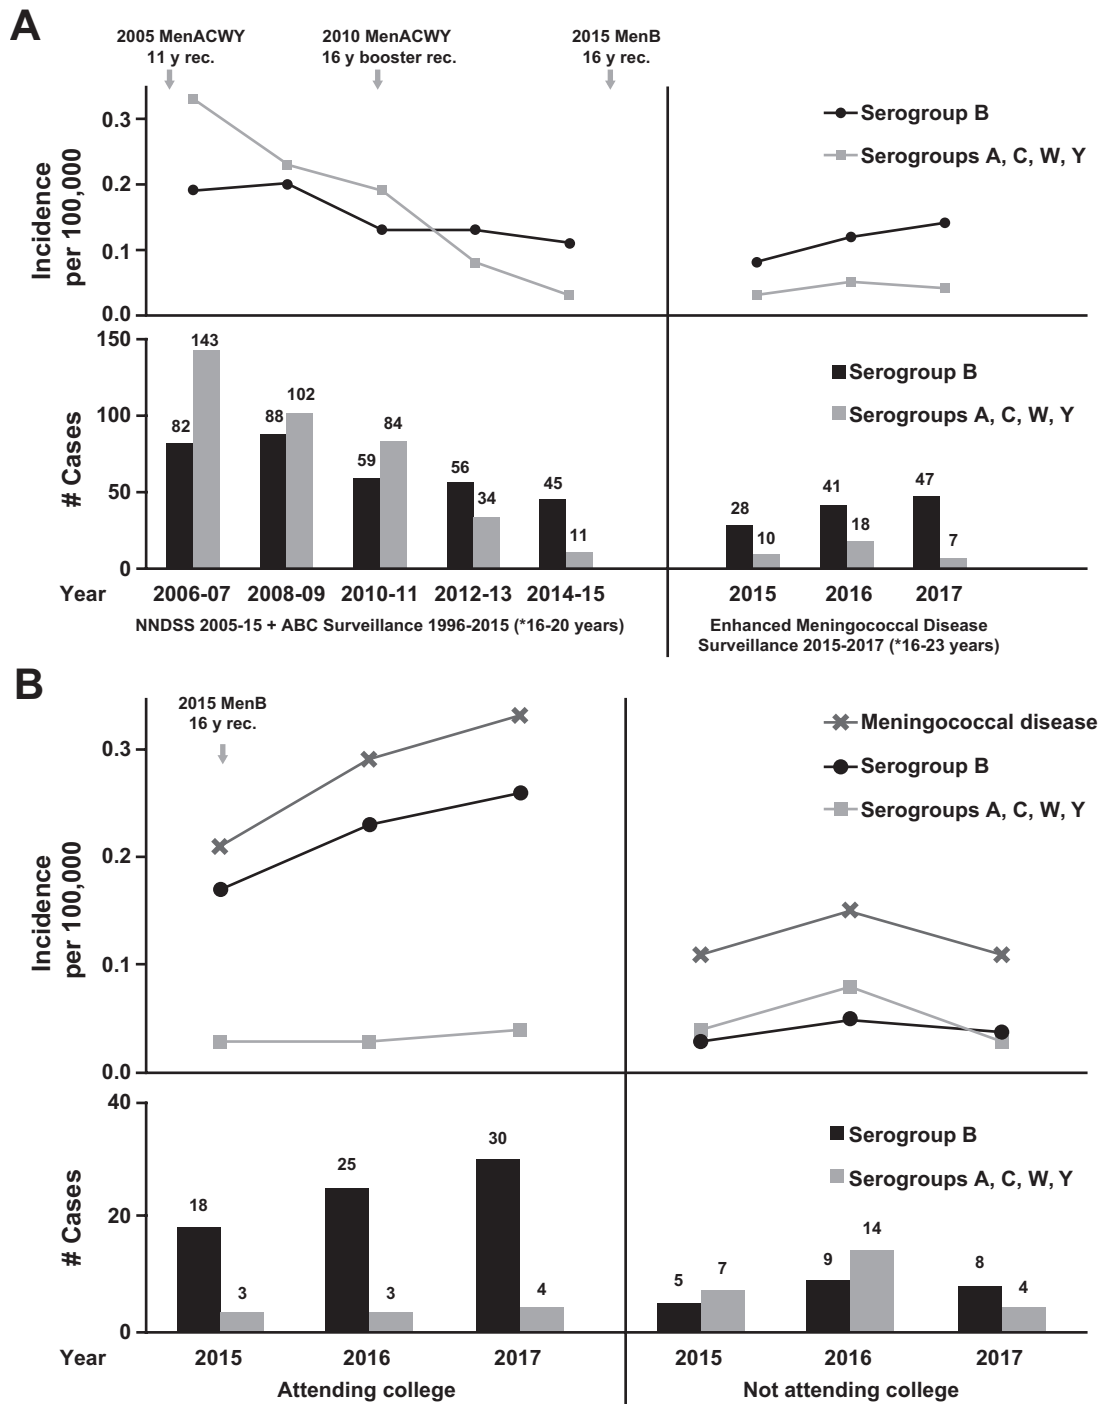 A
2005 MenACWY
11 y rec.
2010 MenACWY
16 y booster rec.
2015 MenB
16 y rec.
Incidence
per 100,000
0.3
0.2
0.1
0.0
Serogroup B
Serogroups A, C, W, Y
# Cases
150
100
50
0
82
143
88
102
59
84
56
34
45
11
28
10
41
18
47
7
Serogroup B
Serogroups A, C, W, Y
Year
2006-07
2008-09
2010-11
2012-13
2014-15
2015
2016
2017
NNDSS 2005-15 + ABC Surveillance 1996-2015 (*16-20 years)
Enhanced Meningococcal Disease
Surveillance 2015-2017 (*16-23 years)
B
2015 MenB
16 y rec.
Incidence
per 100,000
0.3
0.2
0.1
0.0
Meningococcal disease
Serogroup B
Serogroups A, C, W, Y
# Cases
40
20
0
18
3
25
3
30
4
5
7
9
14
8
4
Serogroup B
Serogroups A, C, W, Y
Year
2015
2016
2017
2015
2016
2017
Attending college
Not attending college